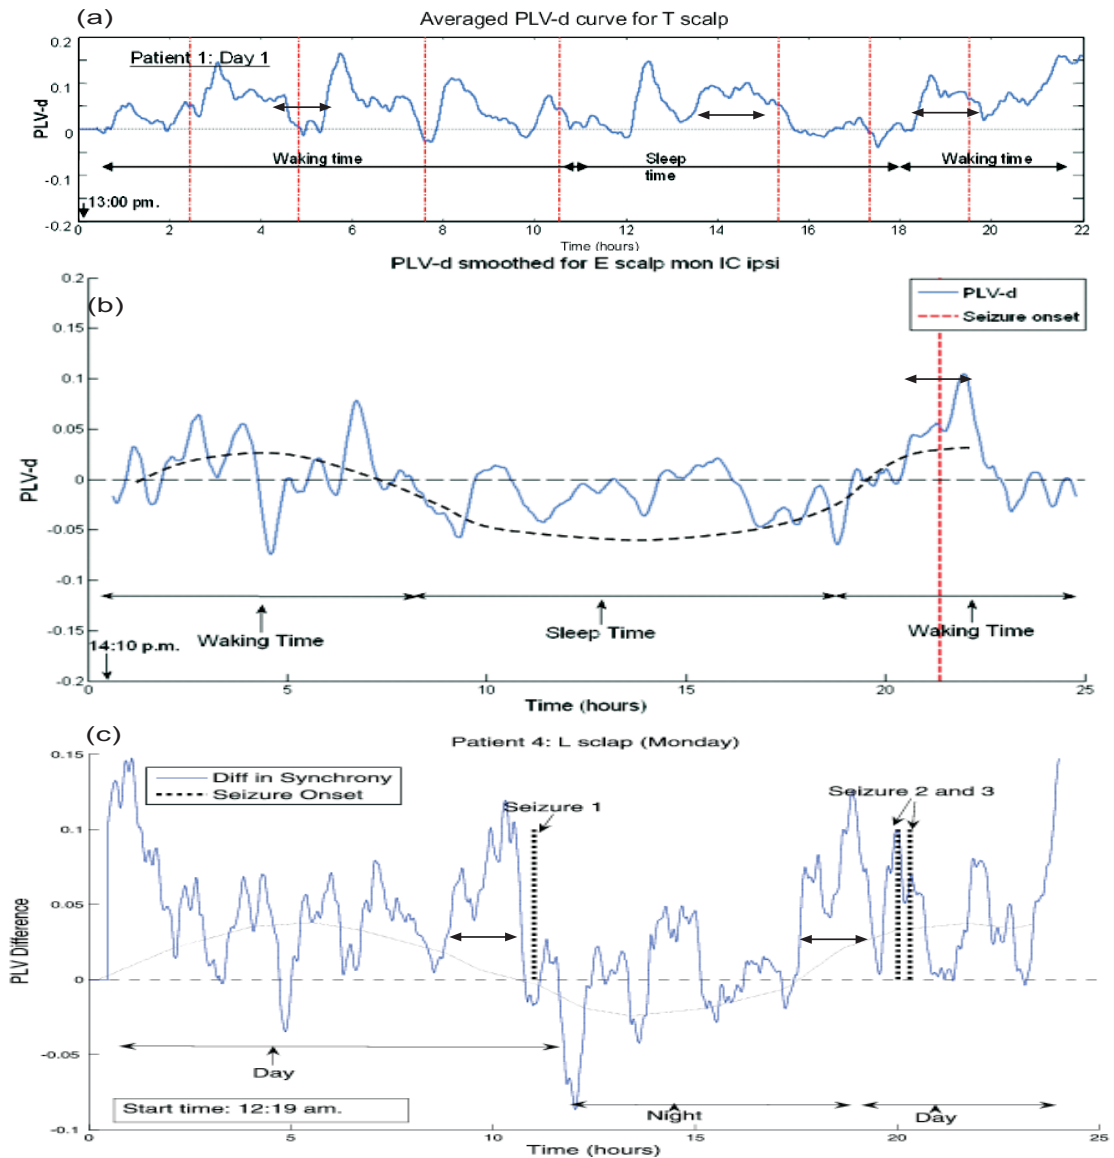 (a)
Averaged PLV-d curve for T scalp
0.2
0.1
0
-0.1
-0.2
PLV-d
Patient 1: Day 1
Waking time
Sleep
time
Waking time
13:00 pm.
0 2 4 6 8 10 12 14 16 18 20 22
Time (hours)
PLV-d smoothed for E scalp mon IC ipsi
(b)
0.2
0.15
0.1
0.05
0
-0.05
-0.1
-0.15
-0.2
PLV-d
PLV-d
Seizure onset
Waking Time
Sleep Time
Waking Time
14:10 p.m.
0 5 10 15 20 25
Time (hours)
(c)
Patient 4: L sclap (Monday)
0.15
0.1
0.05
0
-0.05
-0.1
PLV Difference
Diff in Synchrony
Seizure Onset
Seizure 1
Seizure 2 and 3
Day
Night
Day
Start time: 12:19 am.
0 5 10 15 20 25
Time (hours)